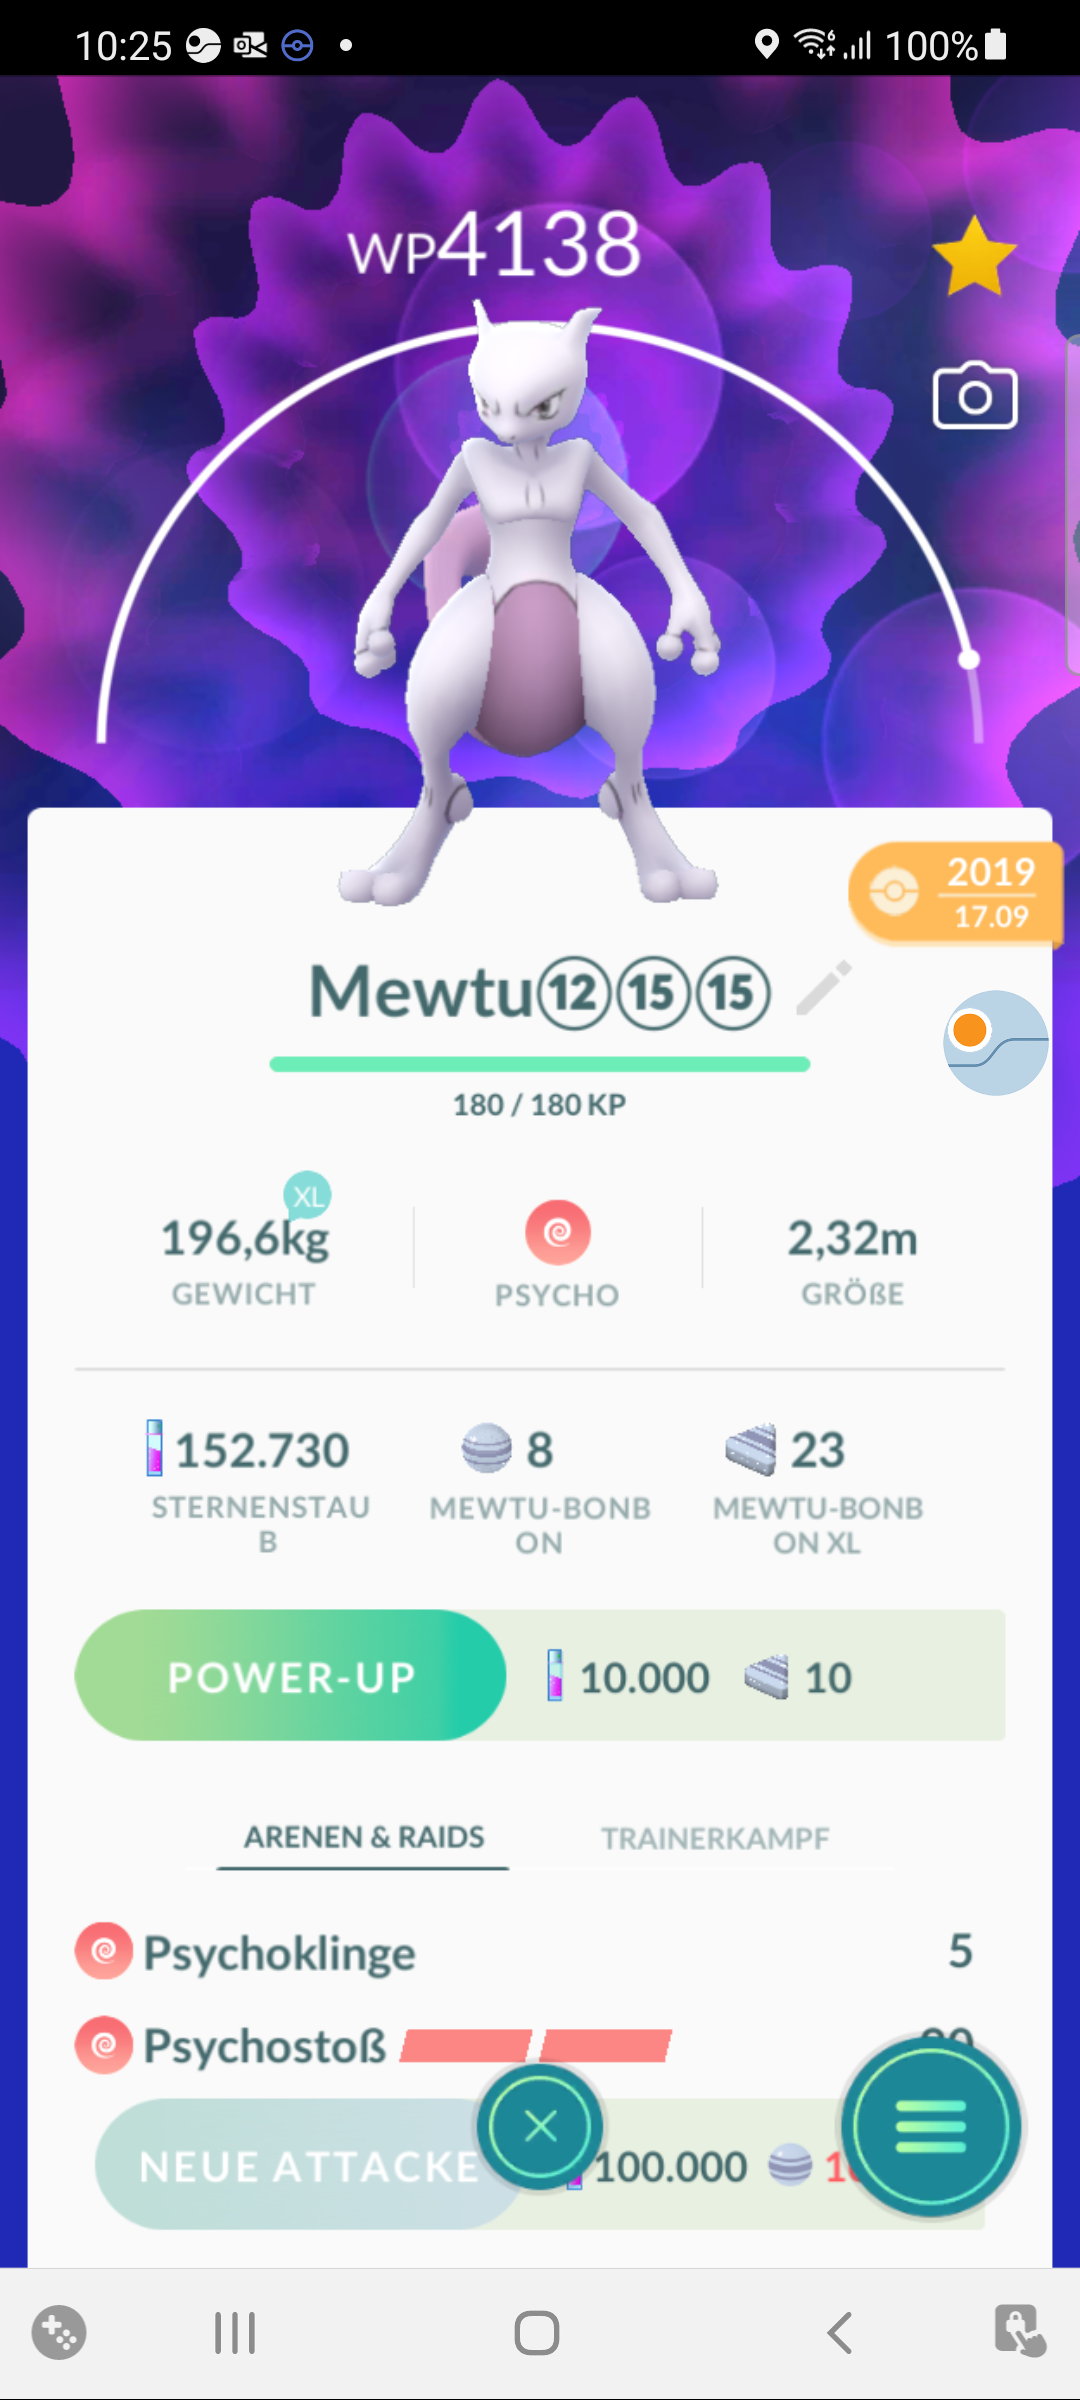 10:25
100%
WP4138
2019
17.09
Mewtu⑫⑮⑮
180 / 180 KP
XL
196,6kg
GEWICHT
PSYCHO
2,32m
GRÖßE
152.730
STERNENSTAU
B
8
MEWTU-BONB
ON
23
MEWTU-BONB
ON XL
POWER-UP
10.000
10
ARENEN & RAIDS
TRAINERKAMPF
Psychoklinge
5
Psychostoß
NEUE ATTACKE
100.000